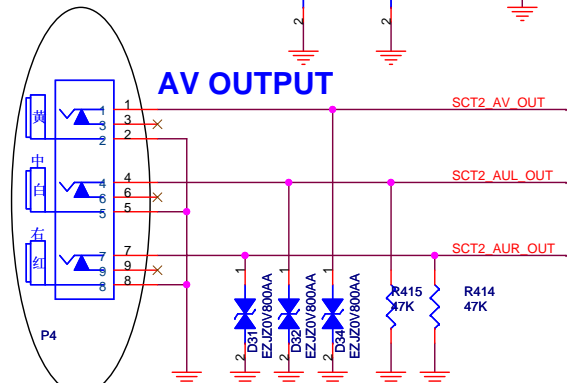 2
2
AV OUTPUT
1
1
SCT2_AV_OUT
黄
3
3
2
2
中
4
4
SCT2_AUL_OUT
白
6
6
5
5
右
7
7
SCT2_AUR_OUT
红
9
9
8
8
1
1
1
D31
EZJZ0V800AA
D32
EZJZ0V800AA
D34
EZJZ0V800AA
R415
47K
R414
47K
2
2
2
P4